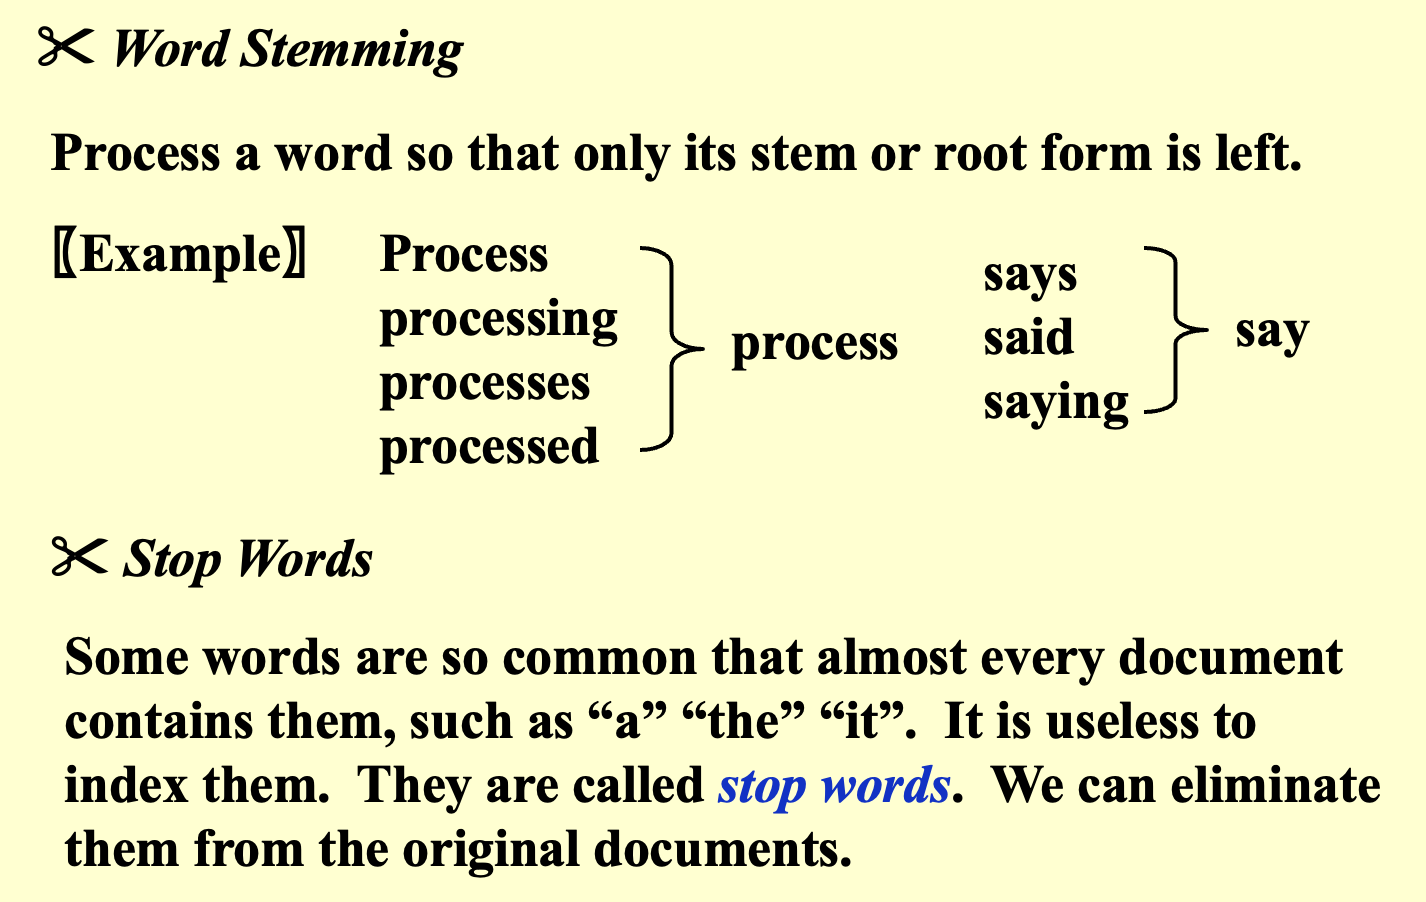 ✂ Word Stemming
Process a word so that only its stem or root form is left.
〖Example〗 Process
processing
processes
processed
process
says
said
saying
say
✂ Stop Words
Some words are so common that almost every document
contains them, such as “a” “the” “it”.  It is useless to
index them.  They are called stop words.  We can eliminate
them from the original documents.